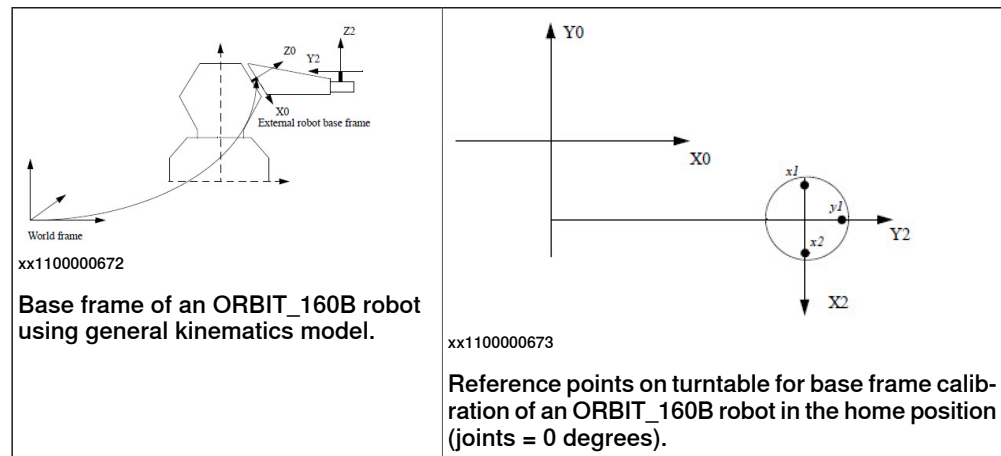 Z2
Z0
Y2
X0
External robot base frame
World frame
xx1100000672
Base frame of an ORBIT_160B robot
using general kinematics model.
Y0
X0
x1
y1
Y2
x2
X2
xx1100000673
Reference points on turntable for base frame calib-
ration of an ORBIT_160B robot in the home position
(joints = 0 degrees).